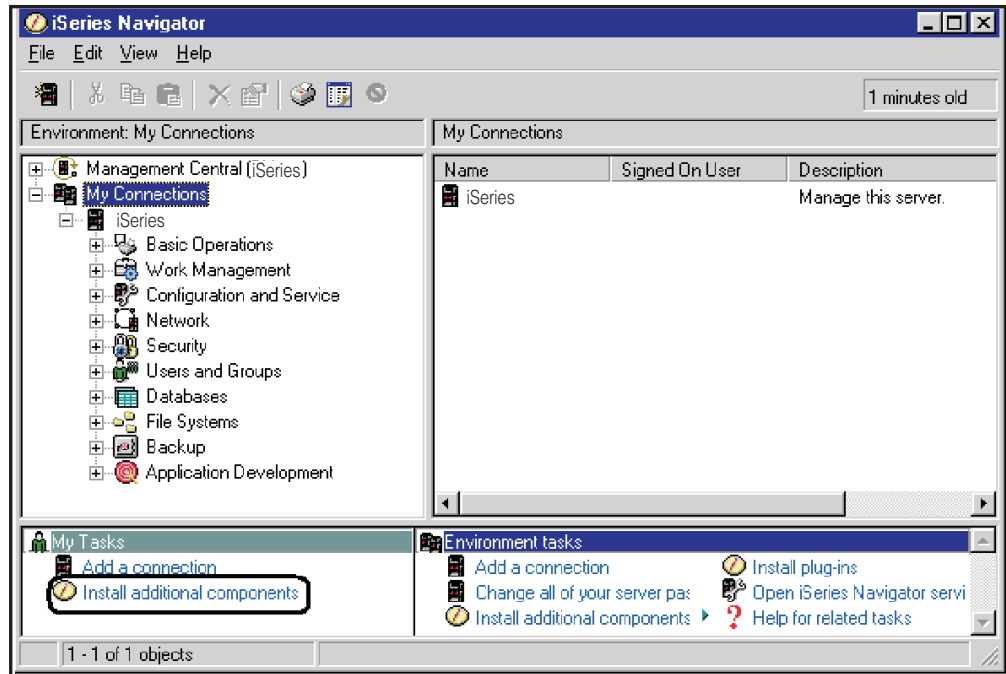 iSeries Navigator
File Edit View Help
1 minutes old
Environment: My Connections
My Connections
Management Central (iSeries)
My Connections
iSeries
Basic Operations
Work Management
Configuration and Service
Network
Security
Users and Groups
Databases
File Systems
Backup
Application Development
Name Signed On User Description
iSeries Manage this server.
My Tasks
Add a connection
Install additional components
Environment tasks
Add a connection
Change all of your server pas
Install additional components
Install plug-ins
Open iSeries Navigator servi
Help for related tasks
1 - 1 of 1 objects